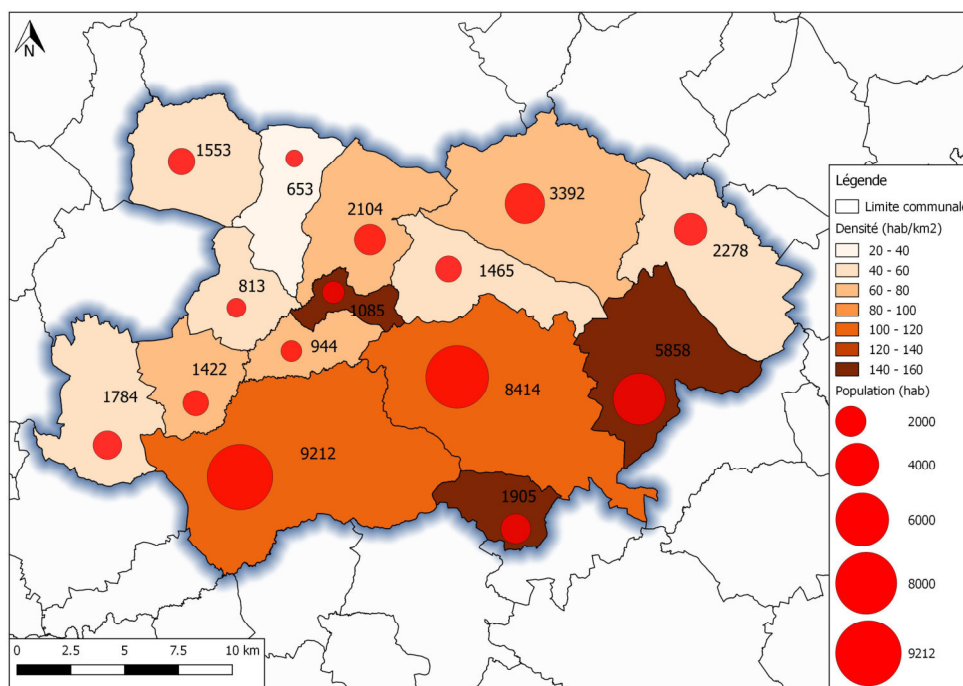 N
1553
653
2104
3392
2278
813
1465
1085
944
1422
1784
5858
8414
9212
1905
0 2.5 5 7.5 10 km
Légende
Limite communale
Densité (hab/km2)
20 - 40
40 - 60
60 - 80
80 - 100
100 - 120
120 - 140
140 - 160
Population (hab)
2000
4000
6000
8000
9212